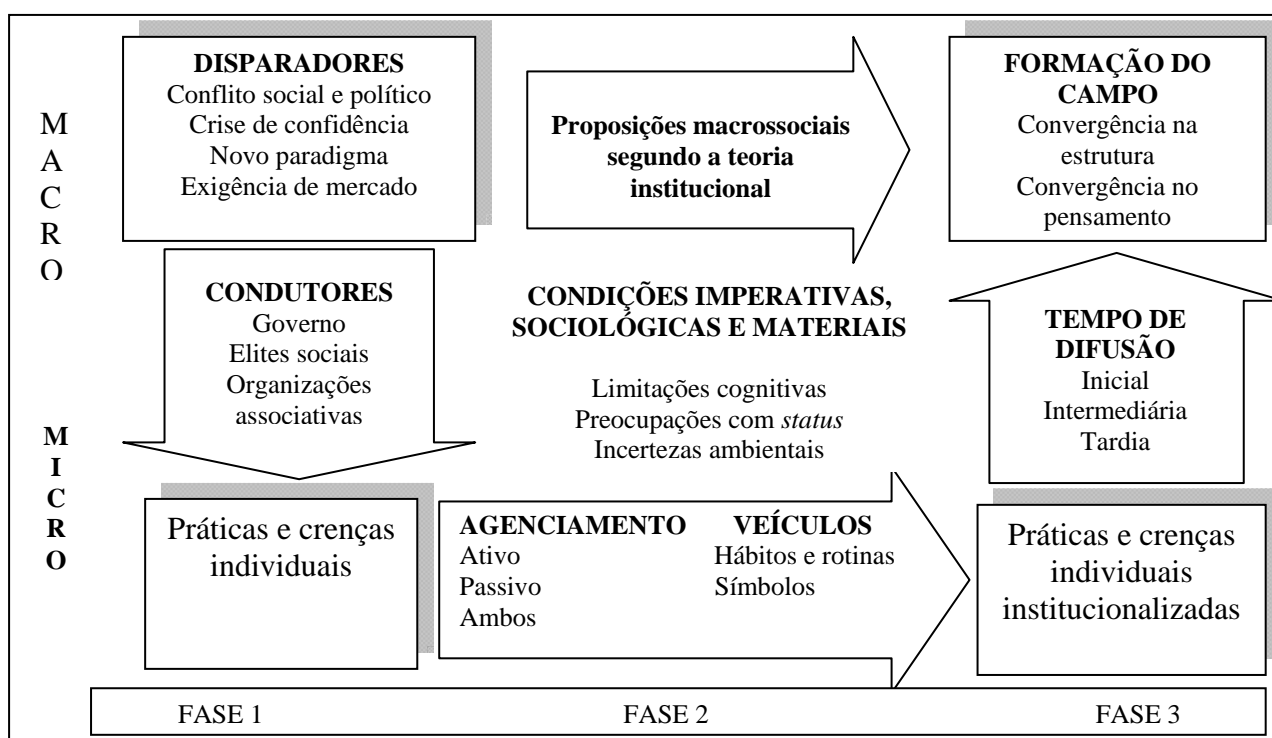 MACRO
DISPARADORES
Conflito social e político
Crise de confidência
Novo paradigma
Exigência de mercado
Proposições macrossociais
segundo a teoria
institucional
FORMAÇÃO DO
CAMPO
Convergência na
estrutura
Convergência no
pensamento
CONDUTORES
Governo
Elites sociais
Organizações
associativas
CONDIÇÕES IMPERATIVAS,
SOCIOLÓGICAS E MATERIAIS
Limitações cognitivas
Preocupações com status
Incertezas ambientais
TEMPO DE
DIFUSÃO
Inicial
Intermediária
Tardia
MICRO
Práticas e crenças
individuais
AGENCIAMENTO
Ativo
Passivo
Ambos
VEÍCULOS
Hábitos e rotinas
Símbolos
Práticas e crenças
individuais
institucionalizadas
FASE 1
FASE 2
FASE 3